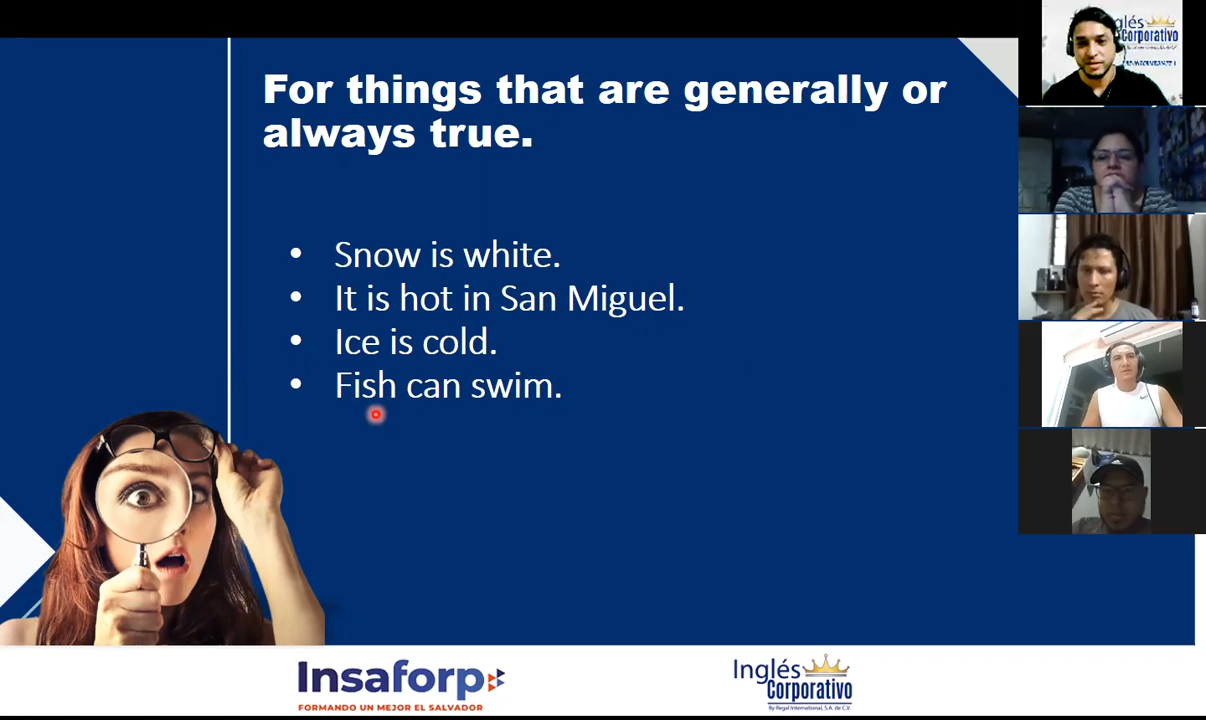 For things that are generally or
always true.
• Snow is white.
• It is hot in San Miguel.
• Ice is cold.
• Fish can swim.
Insaforp
FORMANDO UN MEJOR EL SALVADOR
Inglés
Corporativo
By Regal International, S.A. de C.V.
glés
Corporativo